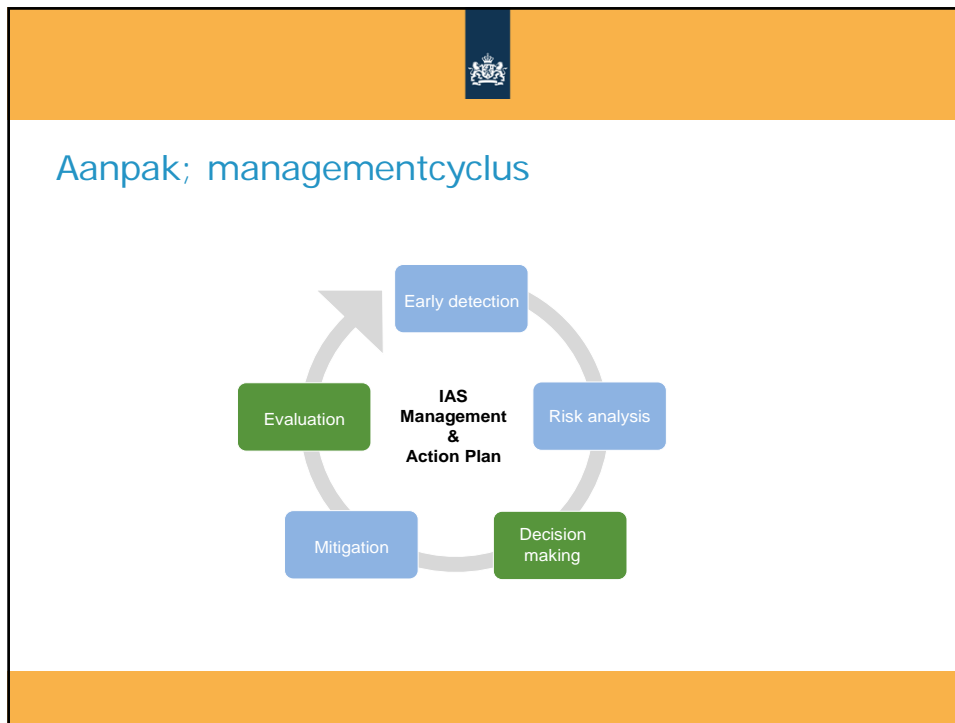 Aanpak; managementcyclus
Early detection
Risk analysis
Decision
making
Mitigation
Evaluation
IAS
Management
&
Action Plan